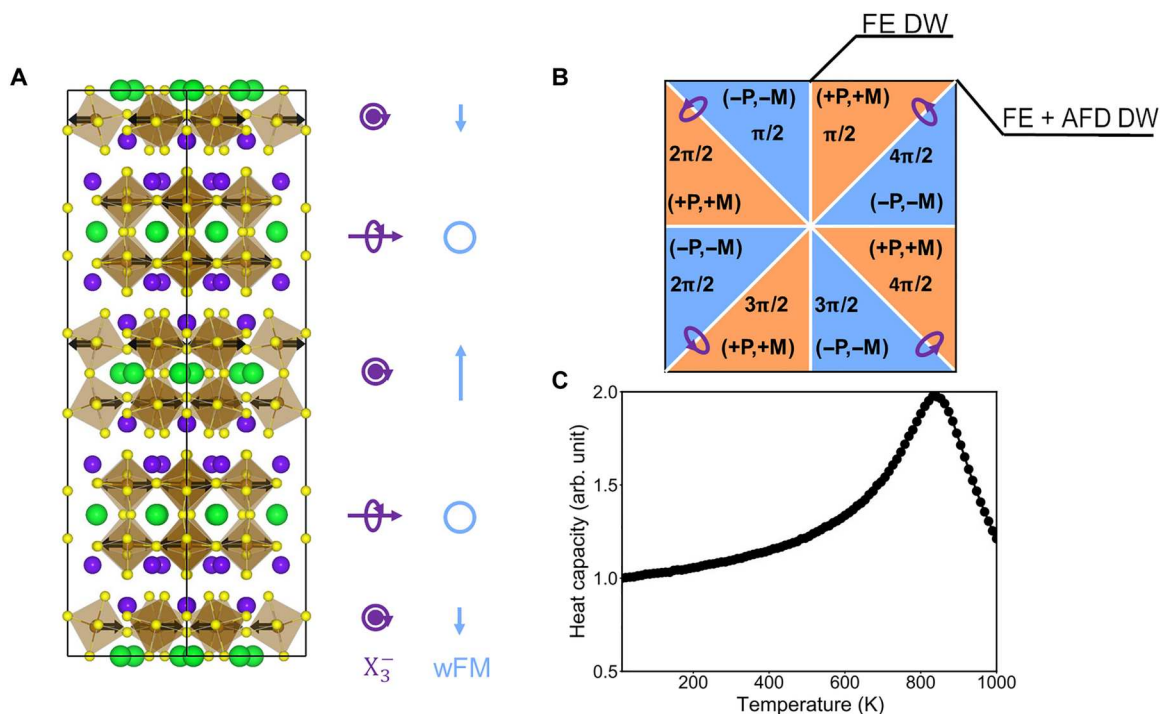 A
X₃⁻ wFM
B
FE DW
FE + AFD DW
(−P,−M) (+P,+M)
π/2 π/2
2π/2 4π/2
(+P,+M) (−P,−M)
(−P,−M) (+P,+M)
2π/2 4π/2
3π/2 3π/2
(+P,+M) (−P,−M)
C
Heat capacity (arb. unit)
2.0
1.5
1.0
0.5
200 400 600 800 1000
Temperature (K)